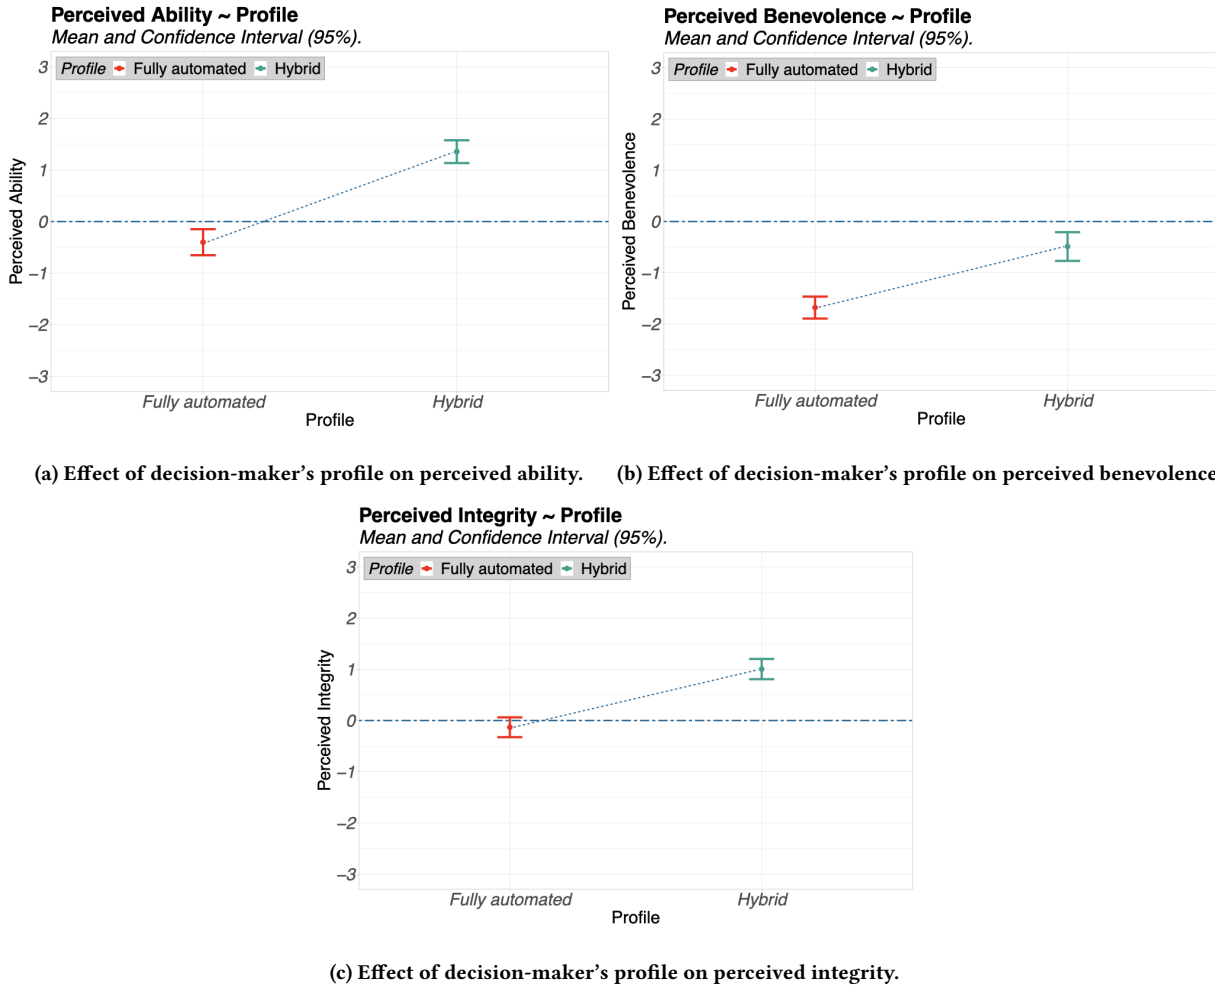 Perceived Ability ~ Profile
Mean and Confidence Interval (95%).
Profile Fully automated Hybrid
3
2
1
0
−1
−2
−3
Perceived Ability
Fully automated Hybrid
Profile
(a) Effect of decision-maker's profile on perceived ability.
Perceived Benevolence ~ Profile
Mean and Confidence Interval (95%).
Profile Fully automated Hybrid
3
2
1
0
−1
−2
−3
Perceived Benevolence
Fully automated Hybrid
Profile
(b) Effect of decision-maker's profile on perceived benevolence
Perceived Integrity ~ Profile
Mean and Confidence Interval (95%).
Profile Fully automated Hybrid
3
2
1
0
−1
−2
−3
Perceived Integrity
Fully automated Hybrid
Profile
(c) Effect of decision-maker's profile on perceived integrity.